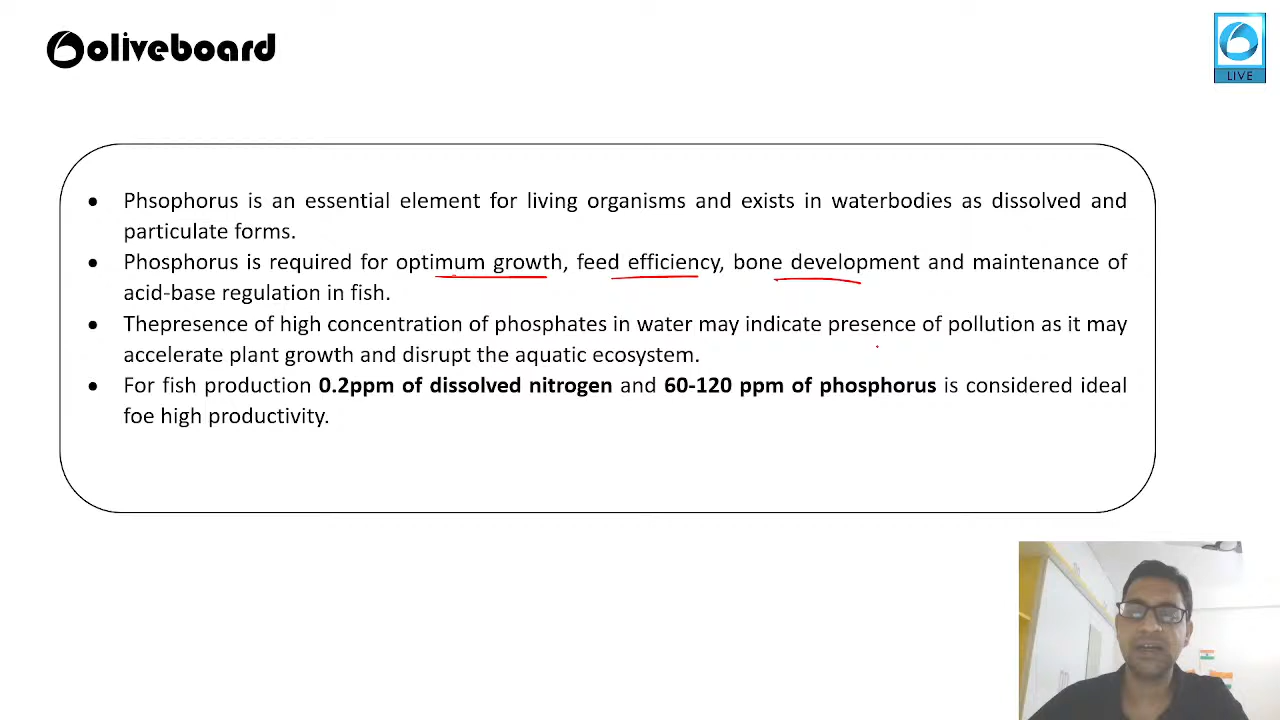 oliveboard
LIVE
• Phsophorus is an essential element for living organisms and exists in waterbodies as dissolved and
particulate forms.
• Phosphorus is required for optimum growth, feed efficiency, bone development and maintenance of
acid-base regulation in fish.
• Thepresence of high concentration of phosphates in water may indicate presence of pollution as it may
accelerate plant growth and disrupt the aquatic ecosystem.
• For fish production 0.2ppm of dissolved nitrogen and 60-120 ppm of phosphorus is considered ideal
foe high productivity.